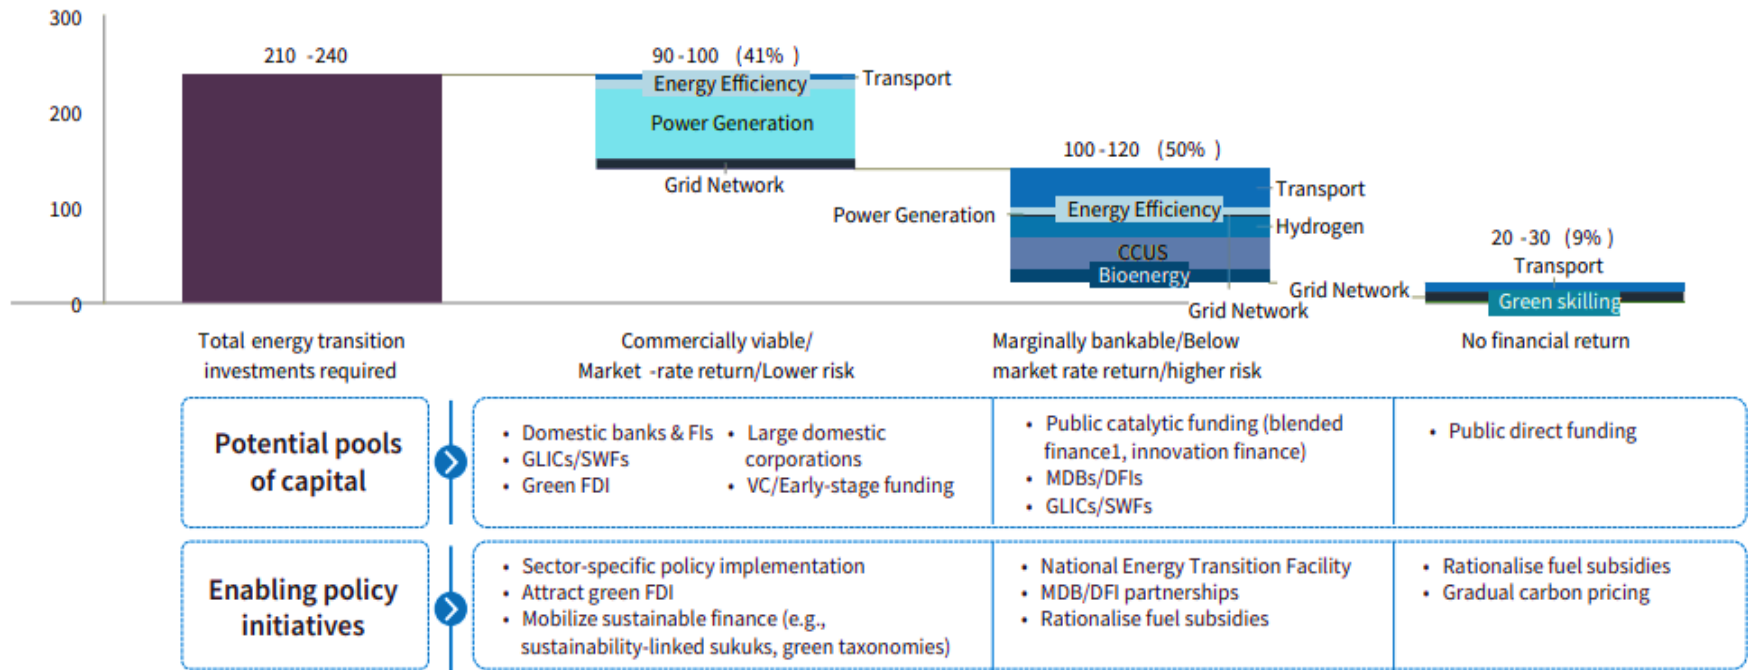 300
200
100
0
210 -240
90-100 (41% )
Energy Efficiency
Transport
Power Generation
Grid Network
100-120 (50% )
Transport
Power Generation
Energy Efficiency
Hydrogen
CCUS
Bioenergy
Grid Network
20 -30 (9% )
Transport
Grid Network
Green skilling
Total energy transition
investments required
Commercially viable/
Market -rate return/Lower risk
Marginally bankable/Below
market rate return/higher risk
No financial return
Potential pools
of capital
• Domestic banks & FIs
• GLICs/SWFs
• Green FDI
• Large domestic
corporations
• VC/Early-stage funding
• Public catalytic funding (blended
finance1, innovation finance)
• MDBs/DFIs
• GLICs/SWFs
• Public direct funding
Enabling policy
initiatives
• Sector-specific policy implementation
• Attract green FDI
• Mobilize sustainable finance (e.g.,
sustainability-linked sukuks, green taxonomies)
• National Energy Transition Facility
• MDB/DFI partnerships
• Rationalise fuel subsidies
• Rationalise fuel subsidies
• Gradual carbon pricing